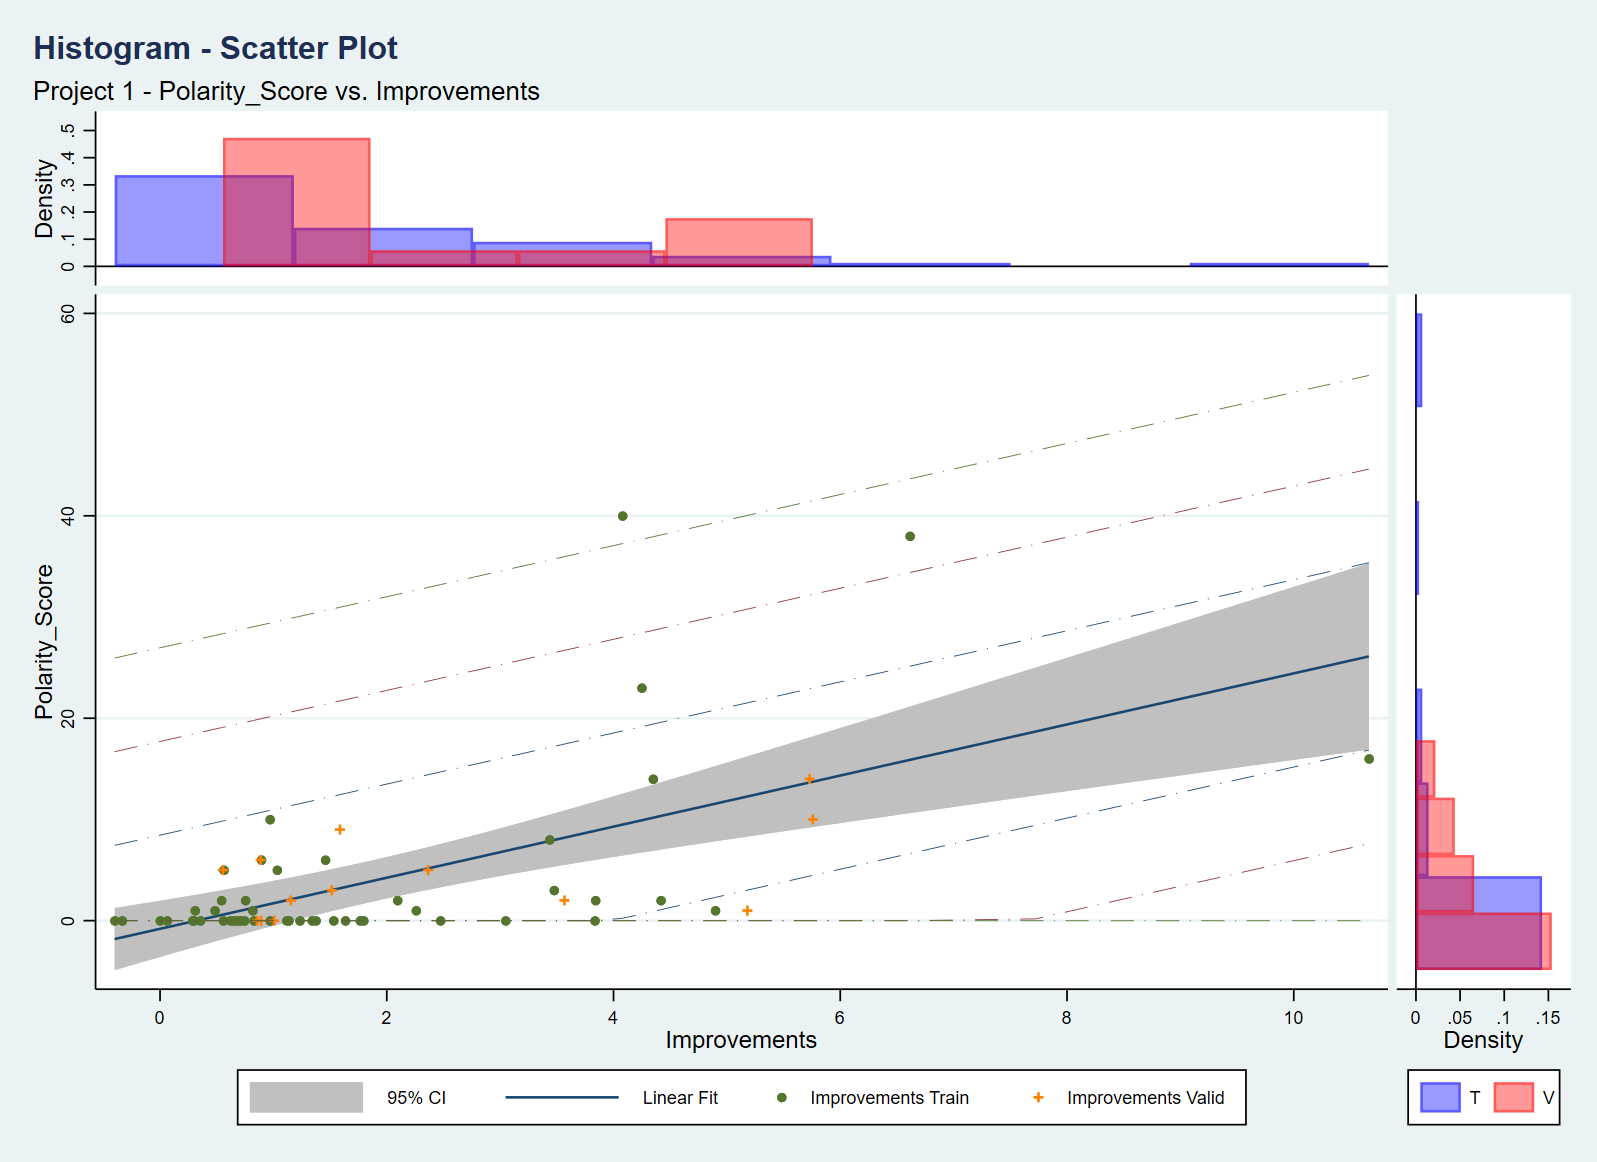 Histogram - Scatter Plot
Project 1 - Polarity_Score vs. Improvements
Density
.5
.4
.3
.2
.1
0
Polarity_Score
60
40
20
0
0 2 4 6 8 10
Improvements
0 .05 .1 .15
Density
95% CI Linear Fit Improvements Train Improvements Valid
T V